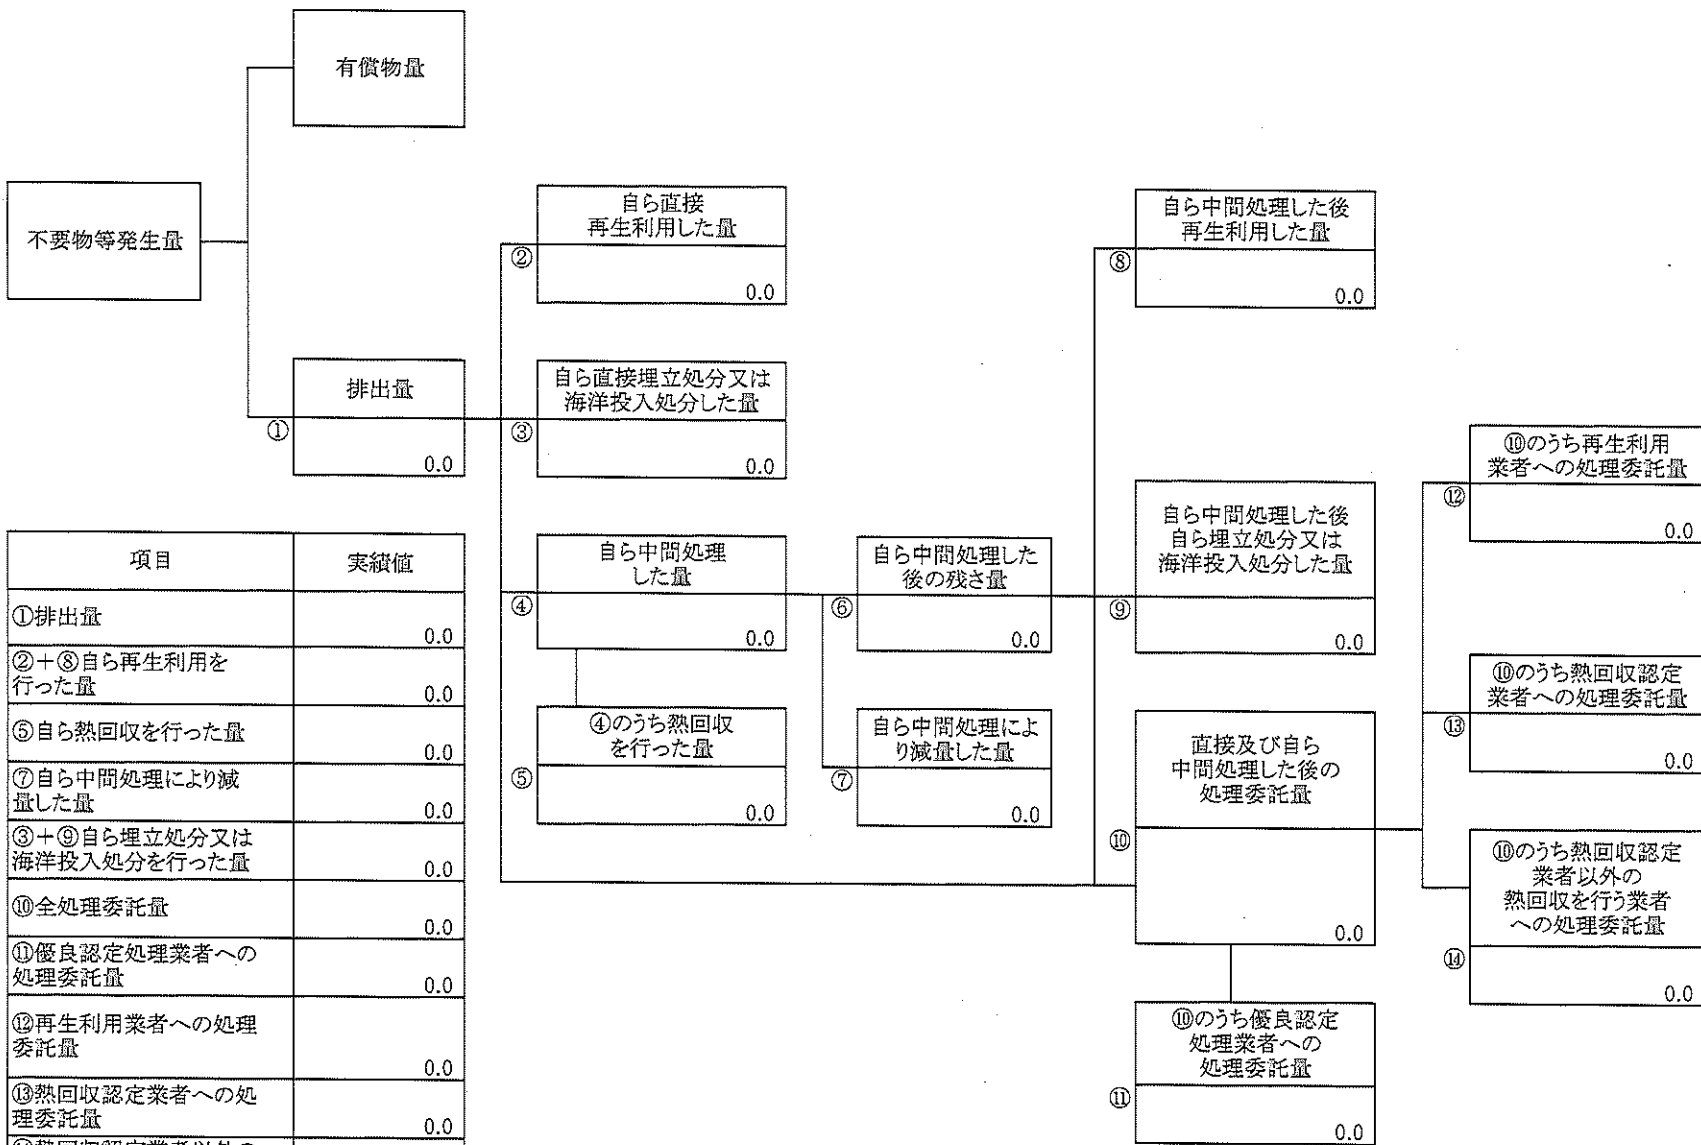 有償物量
不要物等発生量
排出量
①
0.0
自ら直接
再生利用した量
②
0.0
自ら直接埋立処分又は
海洋投入処分した量
③
0.0
自ら中間処理
した量
④
0.0
④のうち熱回収
を行った量
⑤
0.0
自ら中間処理した
後の残さ量
⑥
0.0
自ら中間処理によ
り減量した量
⑦
0.0
自ら中間処理した後
再生利用した量
⑧
0.0
自ら中間処理した後
自ら埋立処分又は
海洋投入処分した量
⑨
0.0
直接及び自ら
中間処理した後の
処理委託量
⑩
0.0
⑩のうち優良認定
処理業者への
処理委託量
⑪
0.0
⑩のうち再生利用
業者への処理委託量
⑫
0.0
⑩のうち熱回収認定
業者への処理委託量
⑬
0.0
⑩のうち熱回収認定
業者以外の
熱回収を行う業者
への処理委託量
⑭
0.0
項目 実績値
①排出量
0.0
②+⑧自ら再生利用を
行った量 0.0
⑤自ら熱回収を行った量
0.0
⑦自ら中間処理により減
量した量 0.0
③+⑨自ら埋立処分又は
海洋投入処分を行った量 0.0
⑩全処理委託量
0.0
⑪優良認定処理業者への
処理委託量 0.0
⑫再生利用業者への処理
委託量 0.0
⑬熱回収認定業者への処
理委託量 0.0
⑭熱回収認定業者以外の